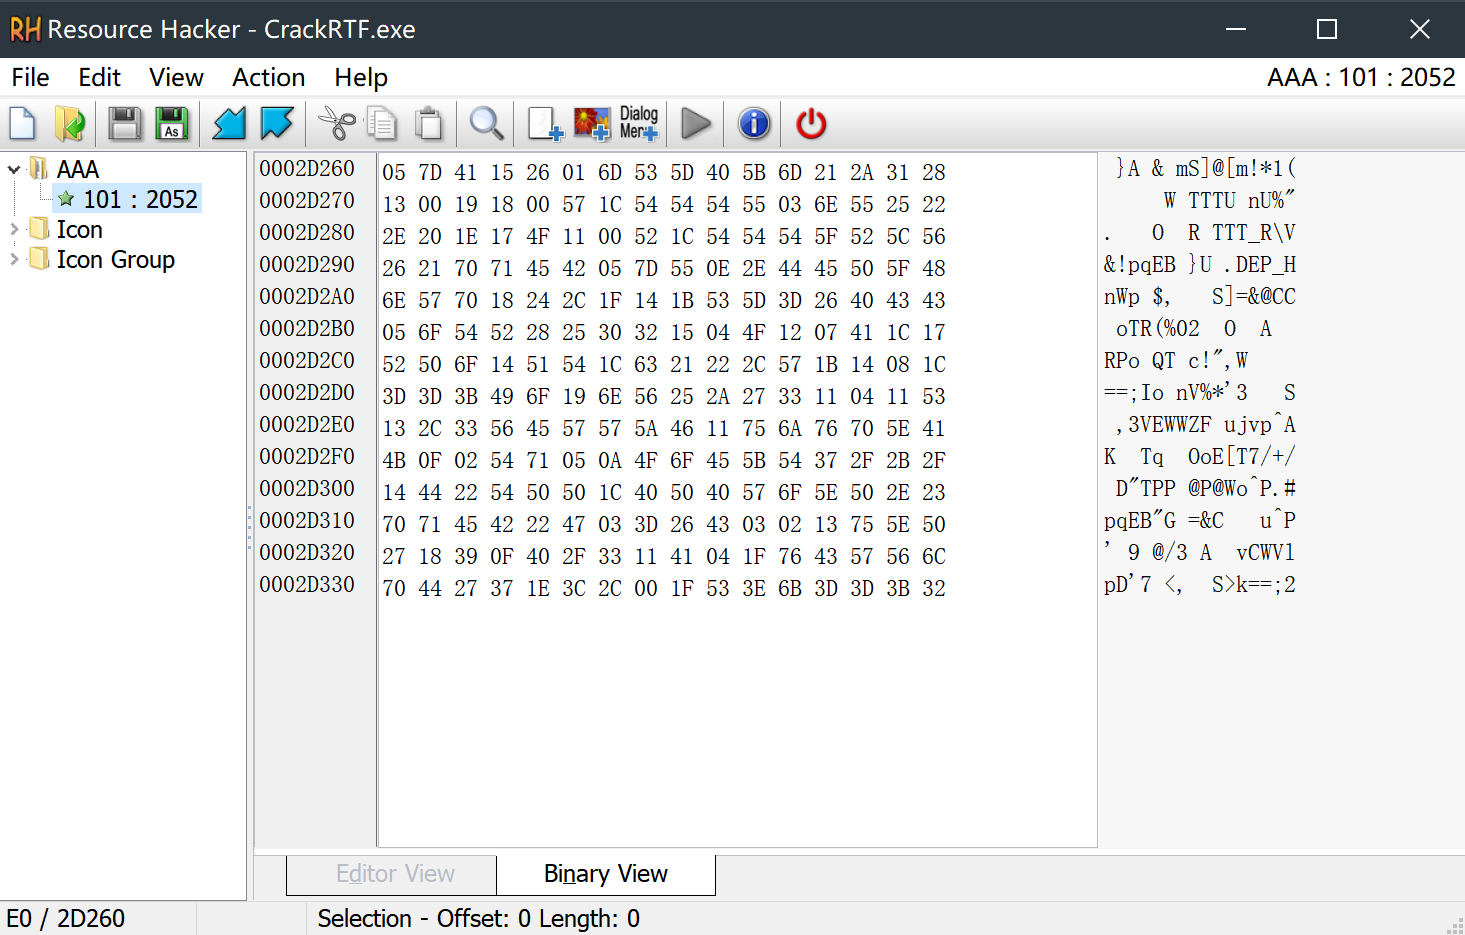 RH Resource Hacker - CrackRTF.exe
File Edit View Action Help AAA : 101 : 2052
As Dialog
Mer
AAA
101 : 2052
Icon
Icon Group
0002D260 05 7D 41 15 26 01 6D 53 5D 40 5B 6D 21 2A 31 28 }A & mS]@[m!*1(
0002D270 13 00 19 18 00 57 1C 54 54 54 55 03 6E 55 25 22 W TTTU nU%"
0002D280 2E 20 1E 17 4F 11 00 52 1C 54 54 54 5F 52 5C 56 . O R TTT_R\V
0002D290 26 21 70 71 45 42 05 7D 55 0E 2E 44 45 50 5F 48 &!pqEB }U .DEP_H
0002D2A0 6E 57 70 18 24 2C 1F 14 1B 53 5D 3D 26 40 43 43 nWp $, S]=&@CC
0002D2B0 05 6F 54 52 28 25 30 32 15 04 4F 12 07 41 1C 17 oTR(%02 O A
0002D2C0 52 50 6F 14 51 54 1C 63 21 22 2C 57 1B 14 08 1C RPo QT c!",W
0002D2D0 3D 3D 3B 49 6F 19 6E 56 25 2A 27 33 11 04 11 53 ==;Io nV%*'3 S
0002D2E0 13 2C 33 56 45 57 57 5A 46 11 75 6A 76 70 5E 41 ,3VEWWZF ujvp^A
0002D2F0 4B 0F 02 54 71 05 0A 4F 6F 45 5B 54 37 2F 2B 2F K Tq OoE[T7/+/
0002D300 14 44 22 54 50 50 1C 40 50 40 57 6F 5E 50 2E 23 D"TPP @P@Wo^P.#
0002D310 70 71 45 42 22 47 03 3D 26 43 03 02 13 75 5E 50 pqEB"G =&C u^P
0002D320 27 18 39 0F 40 2F 33 11 41 04 1F 76 43 57 56 6C ' 9 @/3 A vCWVl
0002D330 70 44 27 37 1E 3C 2C 00 1F 53 3E 6B 3D 3D 3B 32 pD'7 <, S>k==;2
Editor View Binary View
E0 / 2D260 Selection - Offset: 0 Length: 0